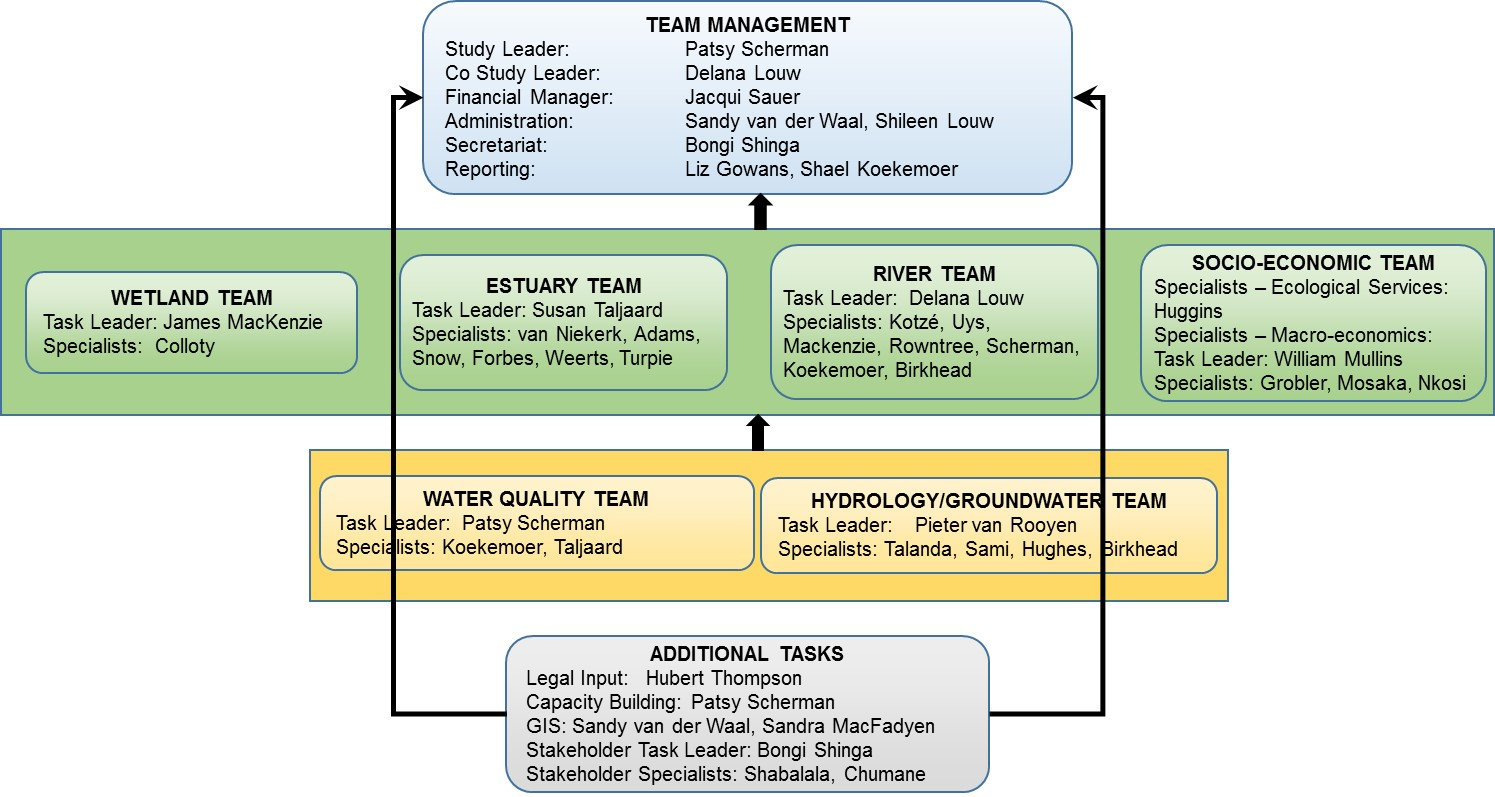 TEAM MANAGEMENT
Study Leader: Patsy Scherman
Co Study Leader: Delana Louw
Financial Manager: Jacqui Sauer
Administration: Sandy van der Waal, Shileen Louw
Secretariat: Bongi Shinga
Reporting: Liz Gowans, Shael Koekemoer
WETLAND TEAM
Task Leader: James MacKenzie
Specialists: Colloty
ESTUARY TEAM
Task Leader: Susan Taljaard
Specialists: van Niekerk, Adams,
Snow, Forbes, Weerts, Turpie
RIVER TEAM
Task Leader: Delana Louw
Specialists: Kotzé, Uys,
Mackenzie, Rowntree, Scherman,
Koekemoer, Birkhead
SOCIO-ECONOMIC TEAM
Specialists – Ecological Services:
Huggins
Specialists – Macro-economics:
Task Leader: William Mullins
Specialists: Grobler, Mosaka, Nkosi
WATER QUALITY TEAM
Task Leader: Patsy Scherman
Specialists: Koekemoer, Taljaard
HYDROLOGY/GROUNDWATER TEAM
Task Leader: Pieter van Rooyen
Specialists: Talanda, Sami, Hughes, Birkhead
ADDITIONAL TASKS
Legal Input: Hubert Thompson
Capacity Building: Patsy Scherman
GIS: Sandy van der Waal, Sandra MacFadyen
Stakeholder Task Leader: Bongi Shinga
Stakeholder Specialists: Shabalala, Chumane